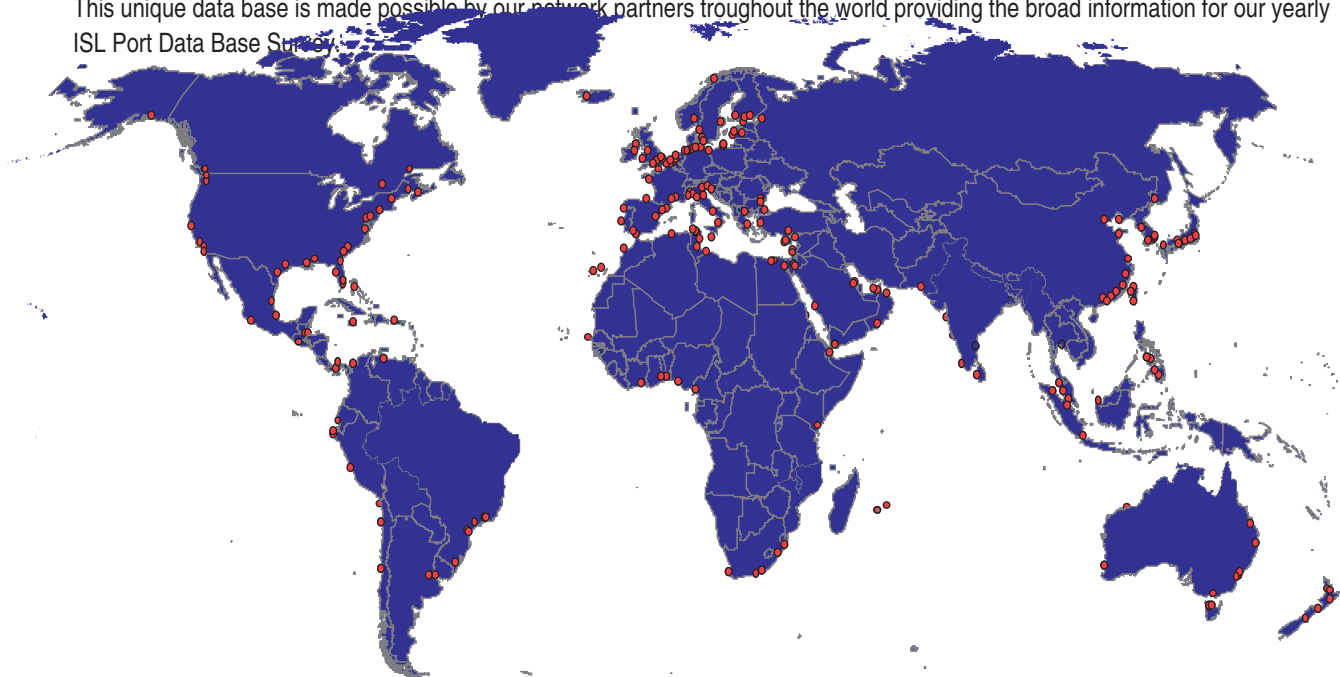 This unique data base is made possible by our network partners troughout the world providing the broad information for our yearly
ISL Port Data Base Survey.